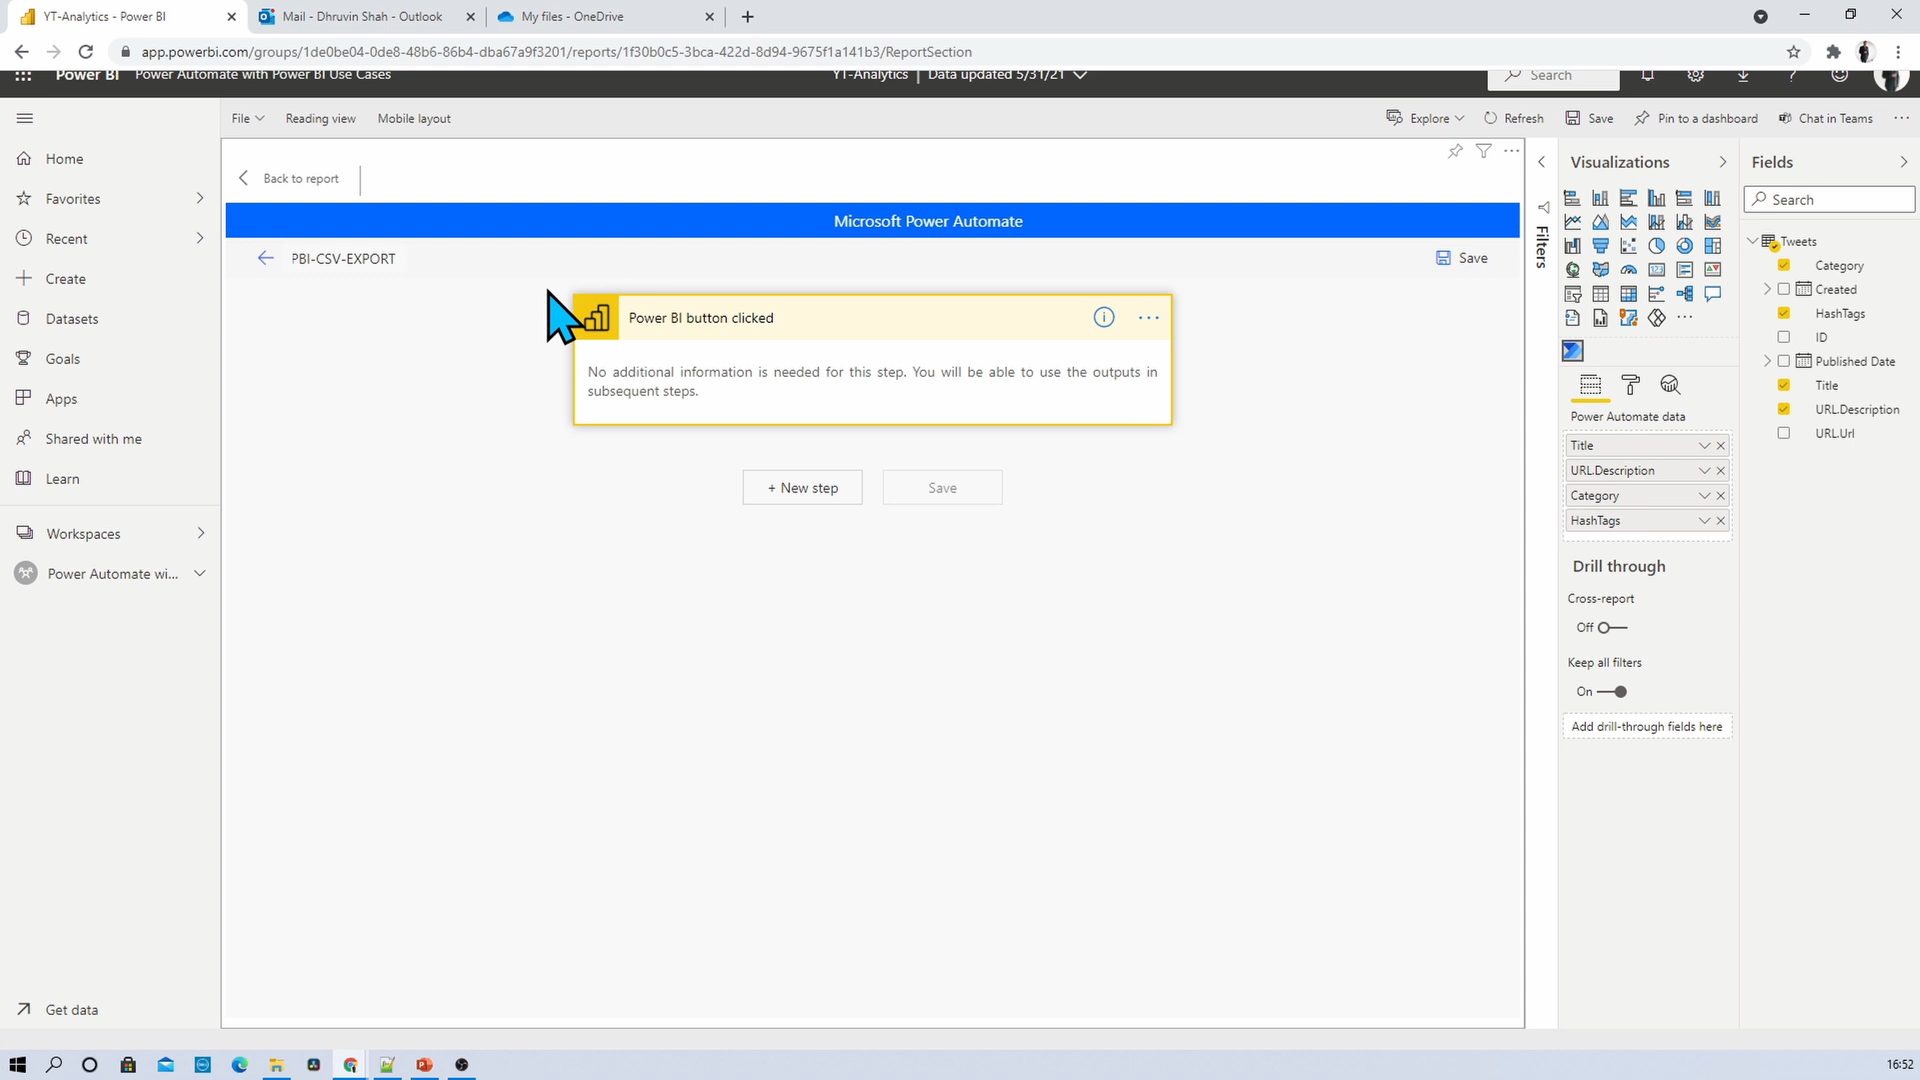 YT-Analytics - Power BI
Mail - Dhruvin Shah - Outlook
My files - OneDrive
app.powerbi.com/groups/1de0be04-0de8-48b6-86b4-dba67a9f3201/reports/1f30b0c5-3bca-422d-8d94-9675f1a141b3/ReportSection
Power BI
Power Automate with Power BI Use Cases
YT-Analytics | Data updated 5/31/21
Search
File
Reading view
Mobile layout
Explore
Refresh
Save
Pin to a dashboard
Chat in Teams
Home
Favorites
Recent
Create
Datasets
Goals
Apps
Shared with me
Learn
Workspaces
Power Automate wi...
Get data
Back to report
Microsoft Power Automate
PBI-CSV-EXPORT
Save
Power BI button clicked
No additional information is needed for this step. You will be able to use the outputs in
subsequent steps.
+ New step
Save
Filters
Visualizations
Power Automate data
Title
URL.Description
Category
HashTags
Drill through
Cross-report
Off
Keep all filters
On
Add drill-through fields here
Fields
Search
Tweets
Category
Created
HashTags
ID
Published Date
Title
URL.Description
URL.Url
16:52